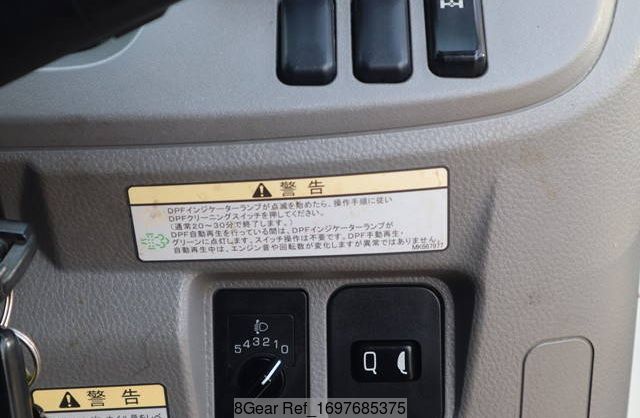 警告
DPFインジケーターランプが点滅を始めたら、操作手順に従い
DPFクリーニングスイッチを押してください。
(通常20~30分で終了します。)
DPF自動再生を行っている間は、DPFインジケーターランプが
グリーンに点灯します。スイッチ操作は不要です。DPF手動再生・
自動再生中は、エンジン音や回転数が変化しますが異常ではありません。
543210
Q
警告
8Gear Ref_1697685375